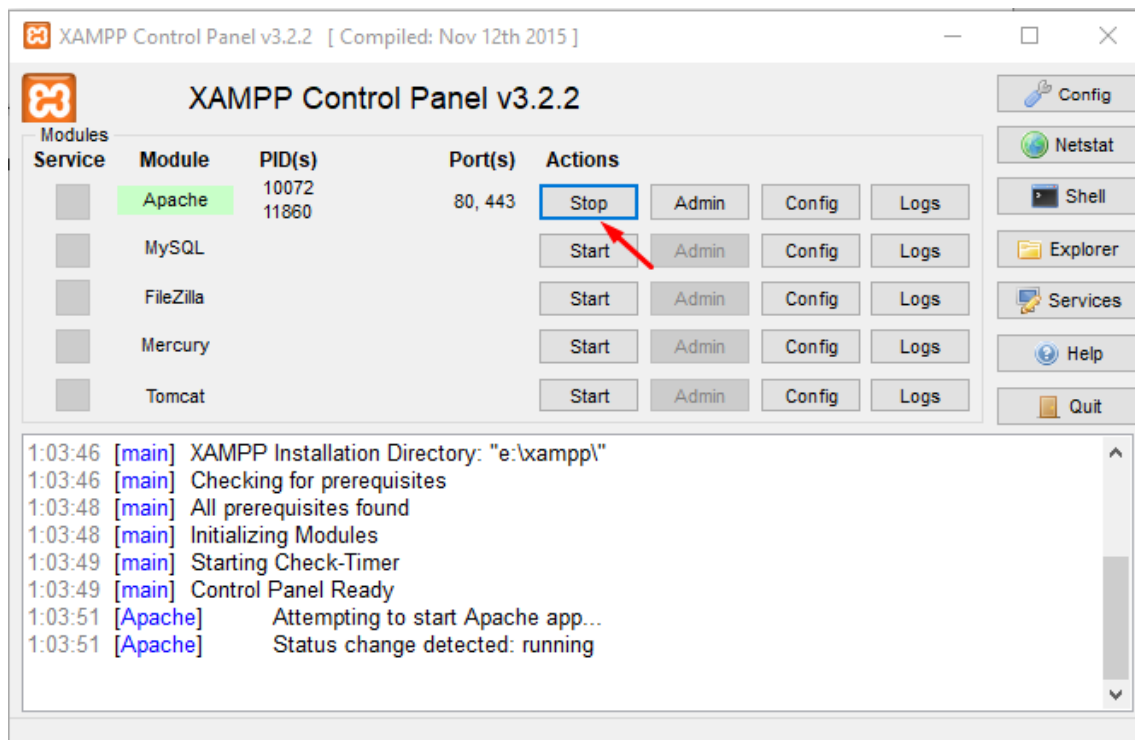 XAMPP Control Panel v3.2.2 [ Compiled: Nov 12th 2015 ]
XAMPP Control Panel v3.2.2
Config
Modules
Service Module PID(s) Port(s) Actions
Netstat
Apache 10072 80, 443 Stop Admin Config Logs
11860
Shell
MySQL Start Admin Config Logs
Explorer
FileZilla Start Admin Config Logs
Services
Mercury Start Admin Config Logs
Help
Tomcat Start Admin Config Logs
Quit
1:03:46 [main] XAMPP Installation Directory: "e:\xampp\"
1:03:46 [main] Checking for prerequisites
1:03:48 [main] All prerequisites found
1:03:48 [main] Initializing Modules
1:03:49 [main] Starting Check-Timer
1:03:49 [main] Control Panel Ready
1:03:51 [Apache] Attempting to start Apache app...
1:03:51 [Apache] Status change detected: running